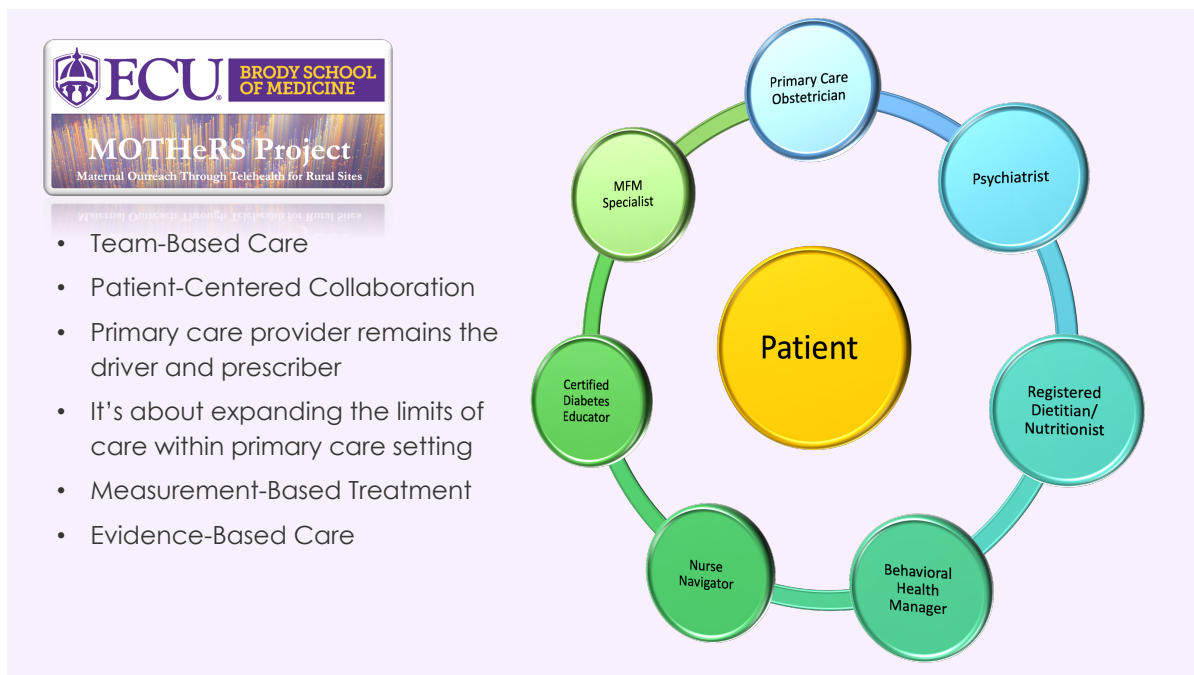 ECU
BRODY SCHOOL
OF MEDICINE
MOTHeRS Project
Maternal Outreach Through Telehealth for Rural Sites
• Team-Based Care
• Patient-Centered Collaboration
• Primary care provider remains the
driver and prescriber
• It’s about expanding the limits of
care within primary care setting
• Measurement-Based Treatment
• Evidence-Based Care
Primary Care
Obstetrician
Psychiatrist
Registered
Dietitian/
Nutritionist
Behavioral
Health
Manager
Nurse
Navigator
Certified
Diabetes
Educator
MFM
Specialist
Patient